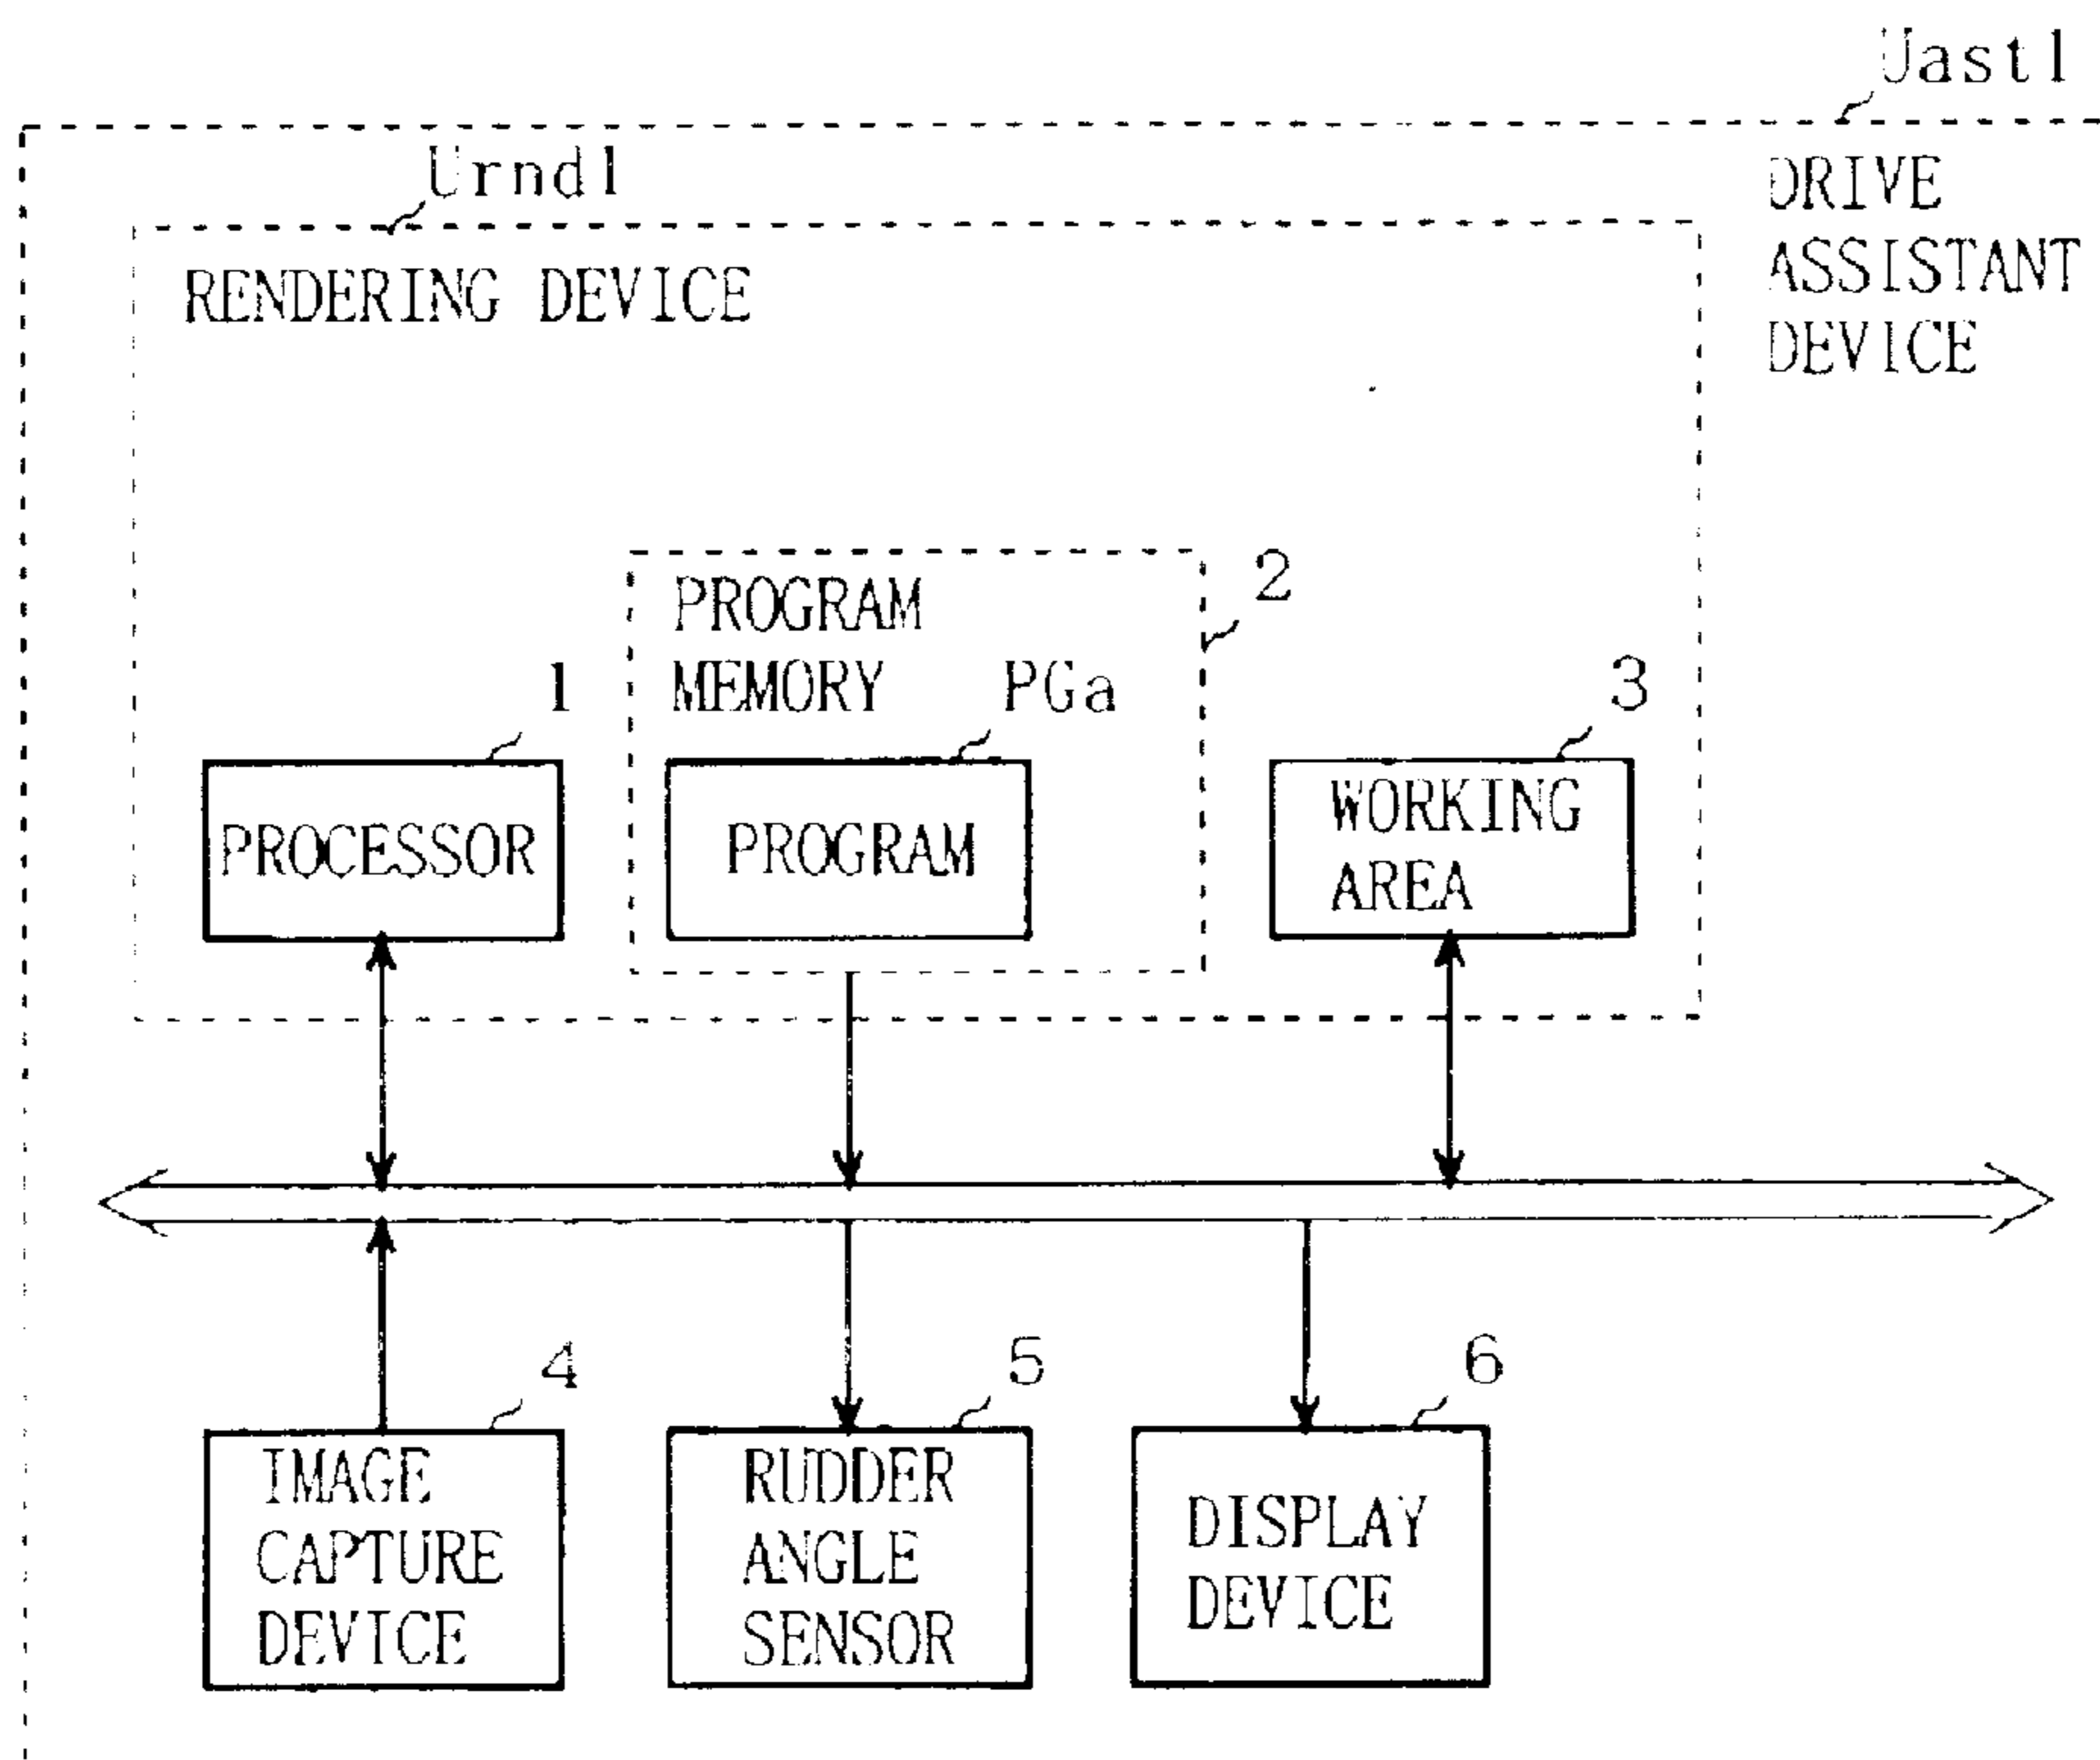 Uast1
Urnd1
DRIVE
ASSISTANT
DEVICE
RENDERING DEVICE
2
PROGRAM
MEMORY
PGa
1
3
PROCESSOR
PROGRAM
WORKING
AREA
4
5
6
IMAGE
CAPTURE
DEVICE
RUDDER
ANGLE
SENSOR
DISPLAY
DEVICE